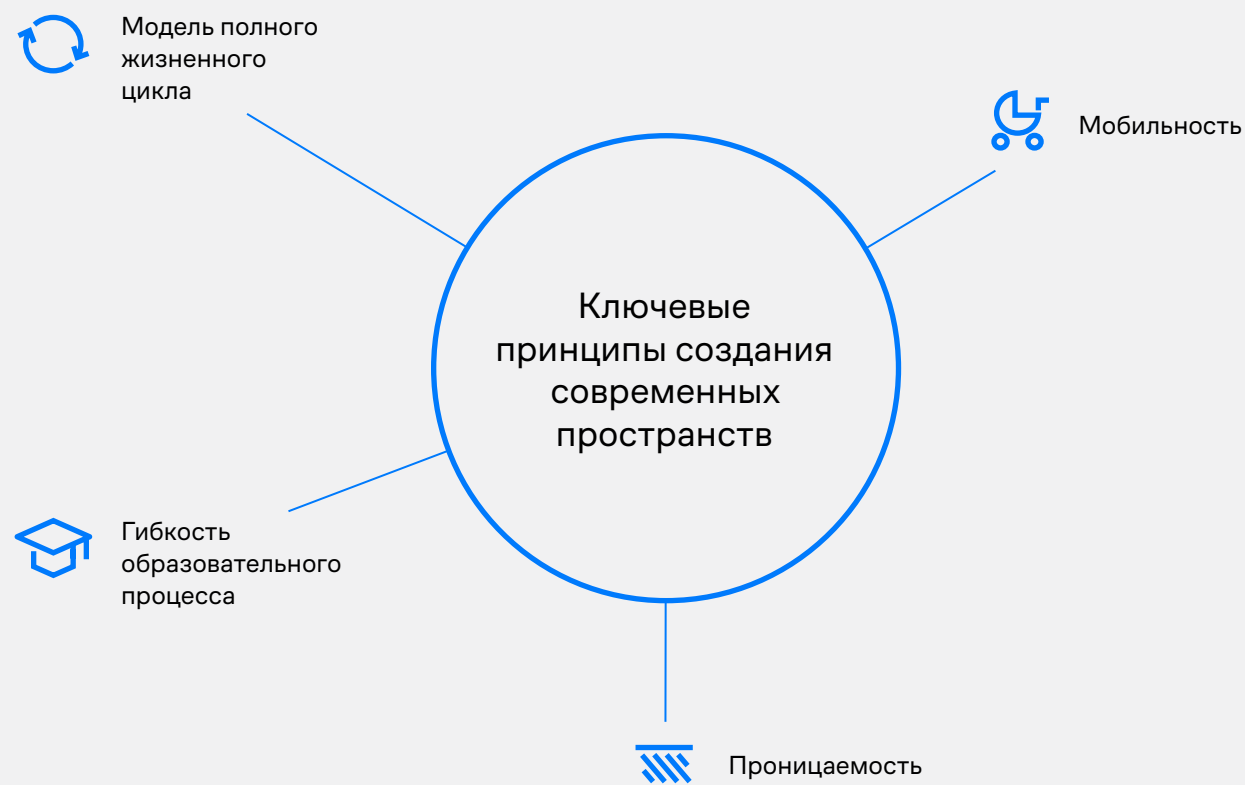 Модель полного
жизненного
цикла
Мобильность
Ключевые
принципы создания
современных
пространств
Гибкость
образовательного
процесса
Проницаемость